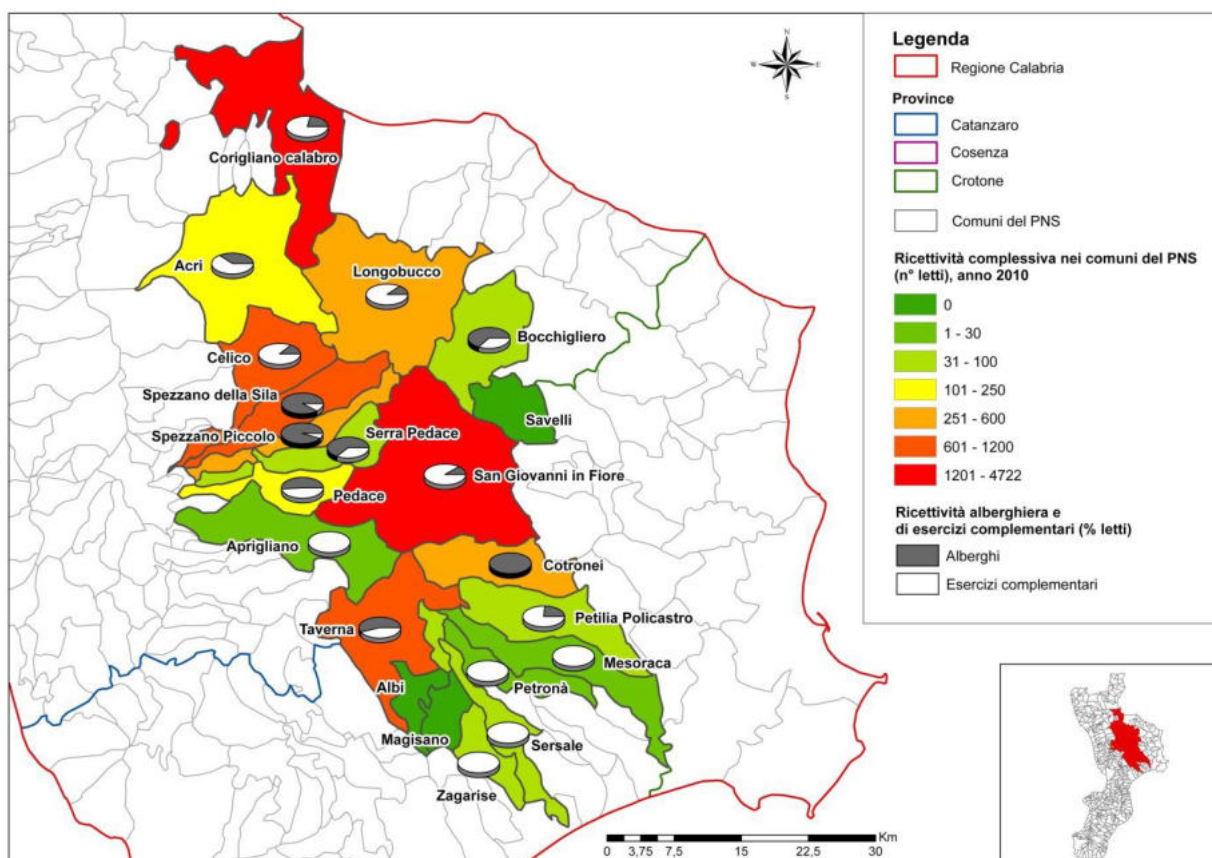 N
W E
S
Corigliano calabro
Acri
Longobucco
Bocchigliero
Celico
Spezzano della Sila
Savelli
Spezzano Piccolo
Serra Pedace
San Giovanni in Fiore
Pedace
Aprigliano
Cotronei
Petilia Policastro
Taverna
Mesoraca
Petronà
Albi
Magisano
Sersale
Zagarise
Legenda
Regione Calabria
Province
Catanzaro
Cosenza
Crotone
Comuni del PNS
Ricettività complessiva nei comuni del PNS
(n° letti), anno 2010
0
1 - 30
31 - 100
101 - 250
251 - 600
601 - 1200
1201 - 4722
Ricettività alberghiera e
di esercizi complementari (% letti)
Alberghi
Esercizi complementari
Km
0 3,75 7,5 15 22,5 30